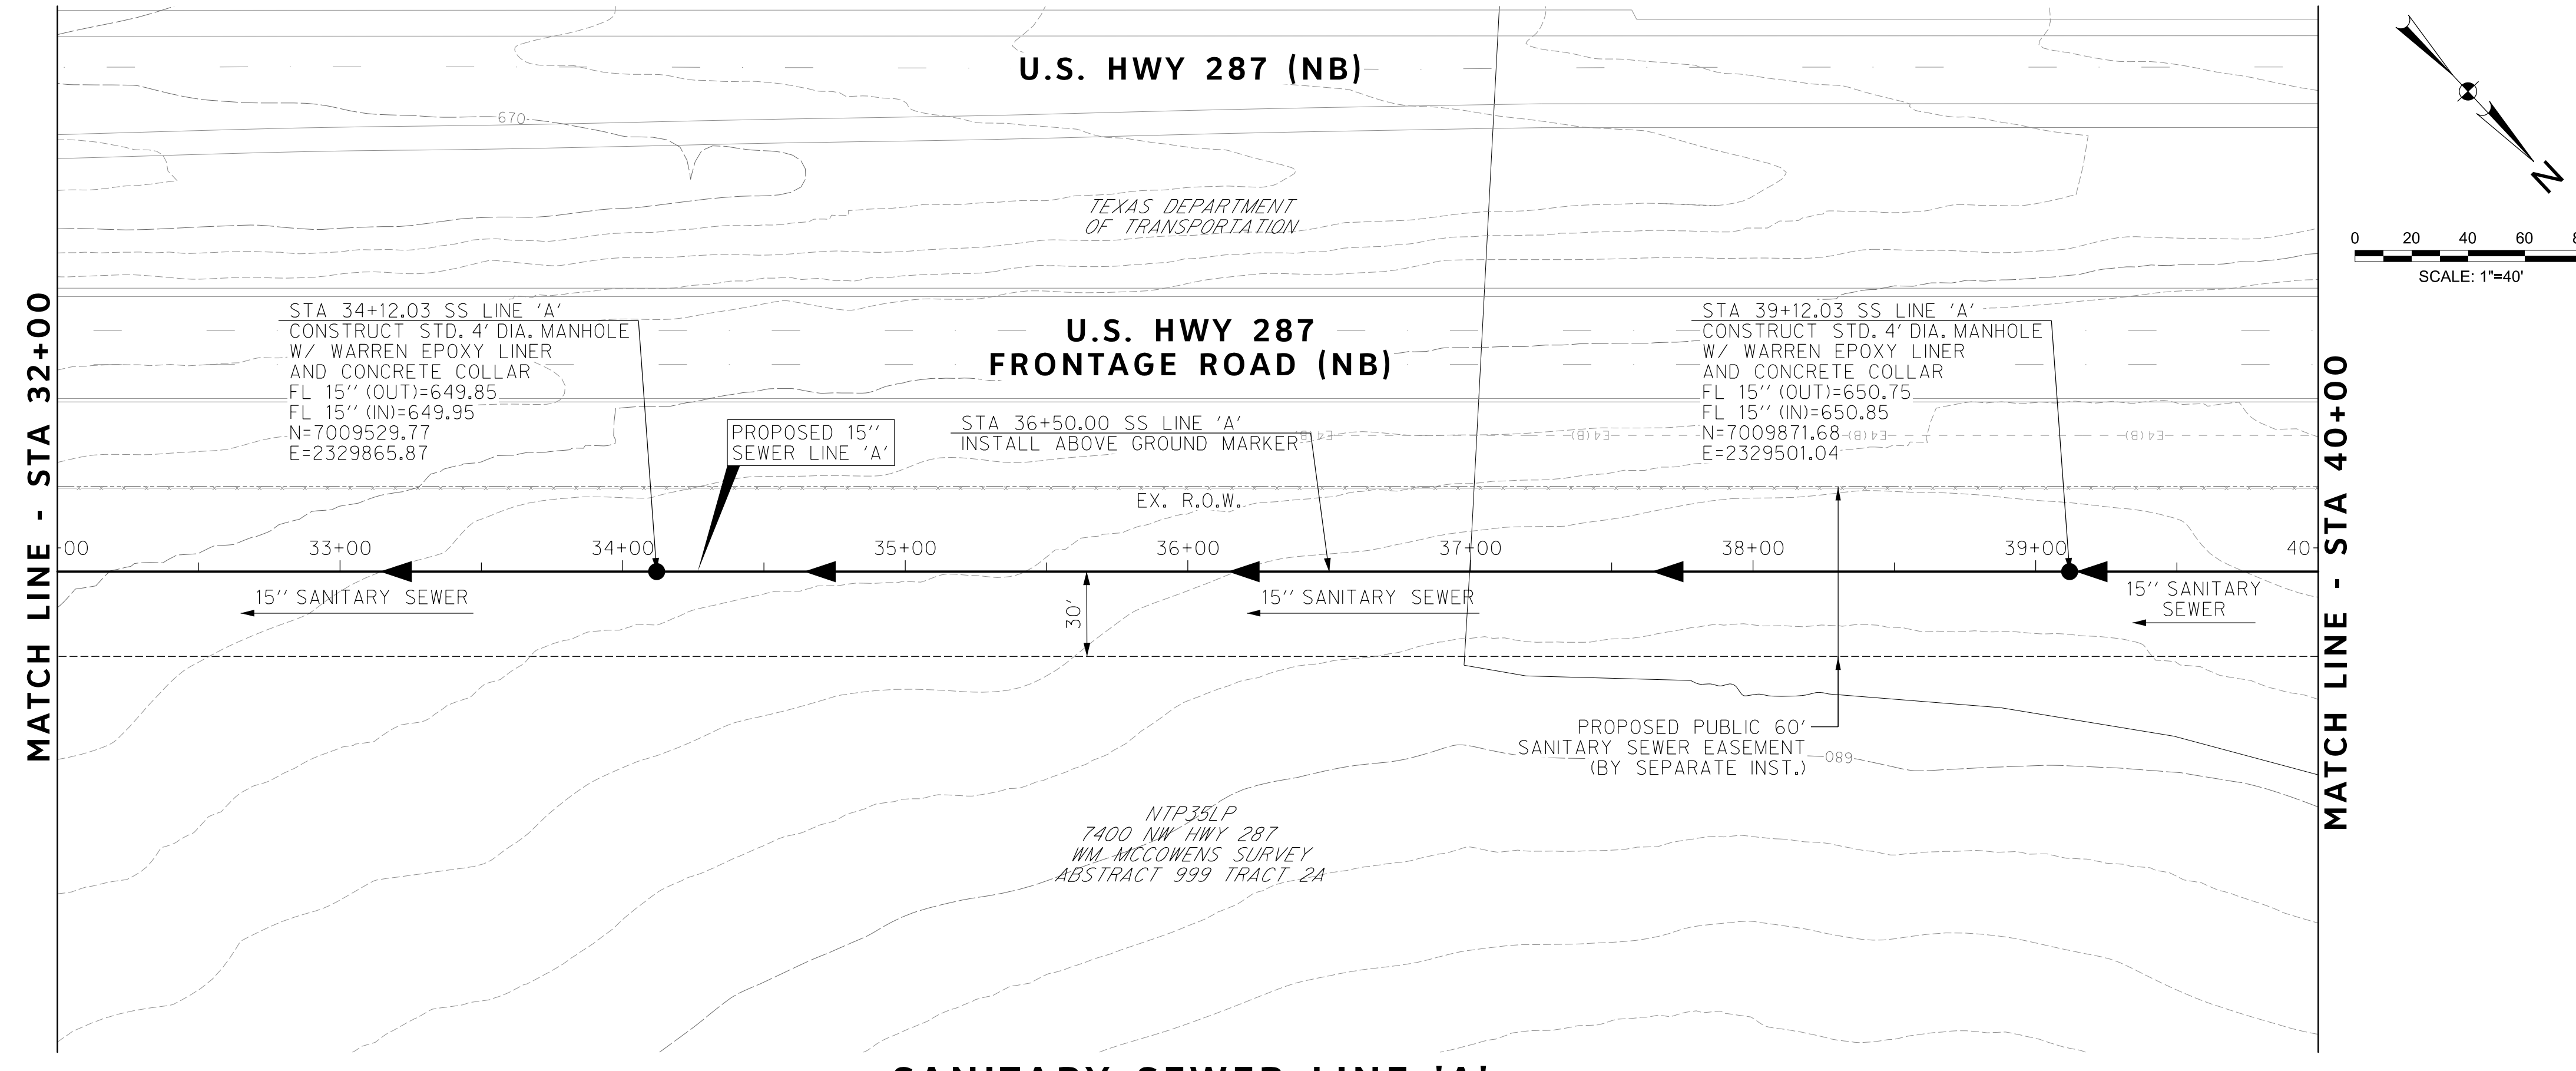 U.S. HWY 287 (NB)
670
TEXAS DEPARTMENT
OF TRANSPORTATION
N
0 20 40 60
SCALE: 1"=40'
MATCH LINE - STA 32+00
STA 34+12.03 SS LINE 'A'
CONSTRUCT STD. 4' DIA. MANHOLE
W/ WARREN EPOXY LINER
AND CONCRETE COLLAR
FL 15'' (OUT)=649.85
FL 15'' (IN)=649.95
N=7009529.77
E=2329865.87
U.S. HWY 287
FRONTAGE ROAD (NB)
STA 39+12.03 SS LINE 'A'
CONSTRUCT STD. 4' DIA. MANHOLE
W/ WARREN EPOXY LINER
AND CONCRETE COLLAR
FL 15'' (OUT)=650.75
FL 15'' (IN)=650.85
N=7009871.68
E=2329501.04
MATCH LINE - STA 40+00
PROPOSED 15''
SEWER LINE 'A'
STA 36+50.00 SS LINE 'A'
INSTALL ABOVE GROUND MARKER
E4(B) E4(B) E4(B) E4(B)
EX. R.O.W.
00 33+00 34+00 35+00 36+00 37+00 38+00 39+00 40
15'' SANITARY SEWER
30'
15'' SANITARY SEWER
15'' SANITARY
SEWER
PROPOSED PUBLIC 60'
SANITARY SEWER EASEMENT
(BY SEPARATE INST.)
680
NTP35LP
7400 NW HWY 287
WM MCCOWENS SURVEY
ABSTRACT 999 TRACT 2A
SANITARY SEWER LINE 'A'